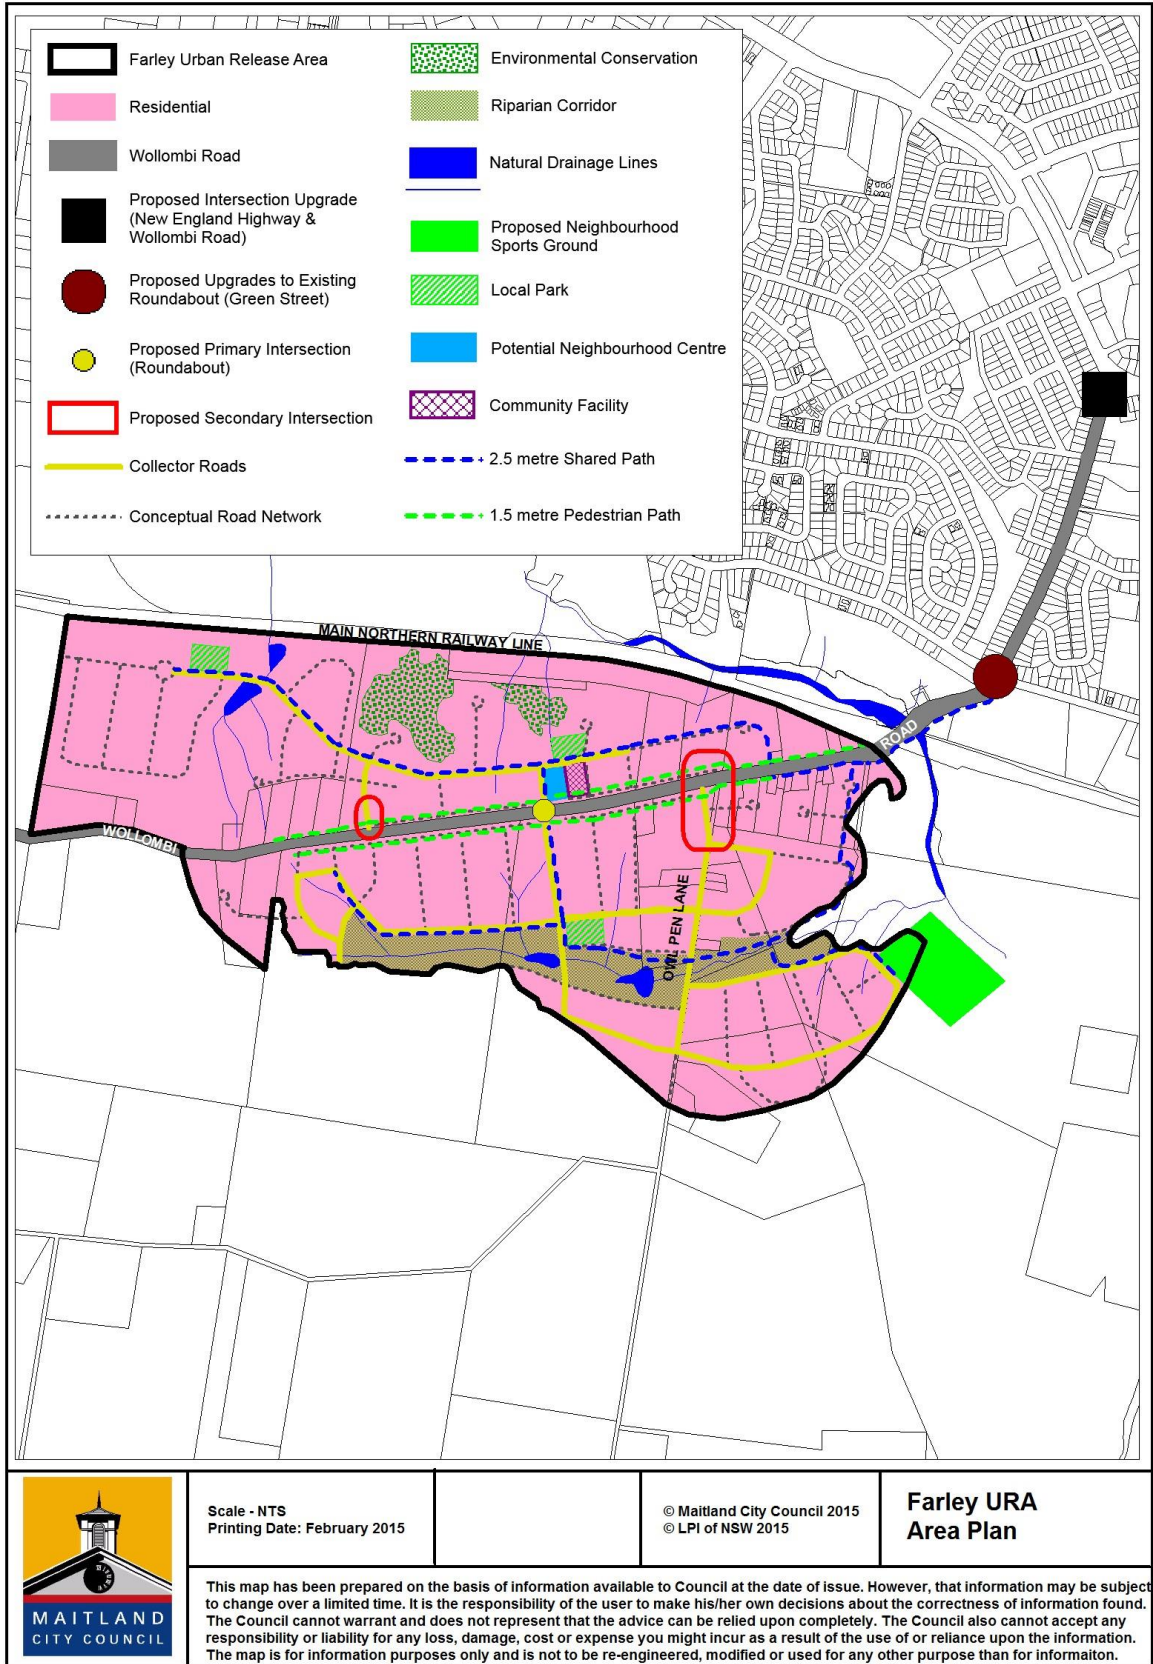 Farley Urban Release Area
Residential
Wollombi Road
Proposed Intersection Upgrade
(New England Highway &
Wollombi Road)
Proposed Upgrades to Existing
Roundabout (Green Street)
Proposed Primary Intersection
(Roundabout)
Proposed Secondary Intersection
Collector Roads
Conceptual Road Network
Environmental Conservation
Riparian Corridor
Natural Drainage Lines
Proposed Neighbourhood
Sports Ground
Local Park
Potential Neighbourhood Centre
Community Facility
2.5 metre Shared Path
1.5 metre Pedestrian Path
MAIN NORTHERN RAILWAY LINE
ROAD
WOLLOMBI
OWL PEN LANE
MAITLAND
CITY COUNCIL
Scale - NTS
Printing Date: February 2015
© Maitland City Council 2015
© LPI of NSW 2015
Farley URA
Area Plan
This map has been prepared on the basis of information available to Council at the date of issue. However, that information may be subject
to change over a limited time. It is the responsibility of the user to make his/her own decisions about the correctness of information found.
The Council cannot warrant and does not represent that the advice can be relied upon completely. The Council also cannot accept any
responsibility or liability for any loss, damage, cost or expense you might incur as a result of the use of or reliance upon the information.
The map is for information purposes only and is not to be re-engineered, modified or used for any other purpose than for informaiton.